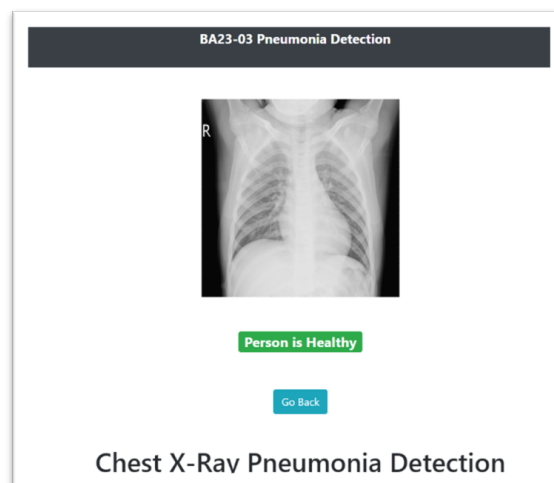 BA23-03 Pneumonia Detection
R
Person is Healthy
Go Back
Chest X-Ray Pneumonia Detection